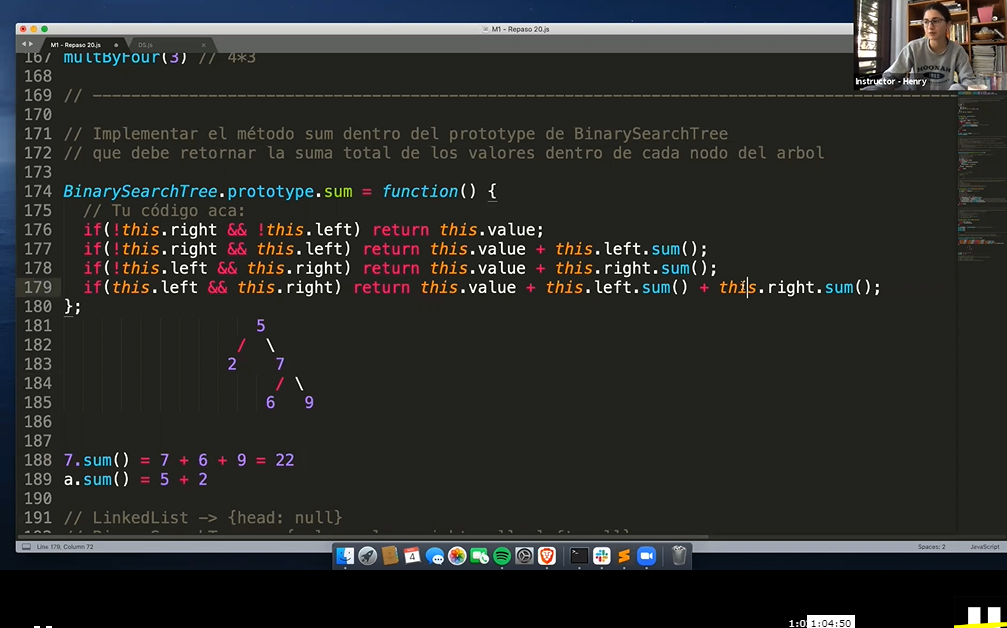 M1 - Repaso 20.js
M1 - Repaso 20.js
DS.js
HOONAH
Instructor - Henry
167 multByFour(3) // 4*3
168
169 // ------------------------------------------------------------------------------------------
170
171 // Implementar el método sum dentro del prototype de BinarySearchTree
172 // que debe retornar la suma total de los valores dentro de cada nodo del arbol
173
174 BinarySearchTree.prototype.sum = function() {
175 // Tu código aca:
176 if(!this.right && !this.left) return this.value;
177 if(!this.right && this.left) return this.value + this.left.sum();
178 if(!this.left && this.right) return this.value + this.right.sum();
179 if(this.left && this.right) return this.value + this.left.sum() + this.right.sum();
180 };
181 5
182 / \
183 2 7
184 / \
185 6 9
186
187
188 7.sum() = 7 + 6 + 9 = 22
189 a.sum() = 5 + 2
190
191 // LinkedList -> {head: null}
Line 179, Column 72
Spaces: 2
JavaScript
4
1:04:50